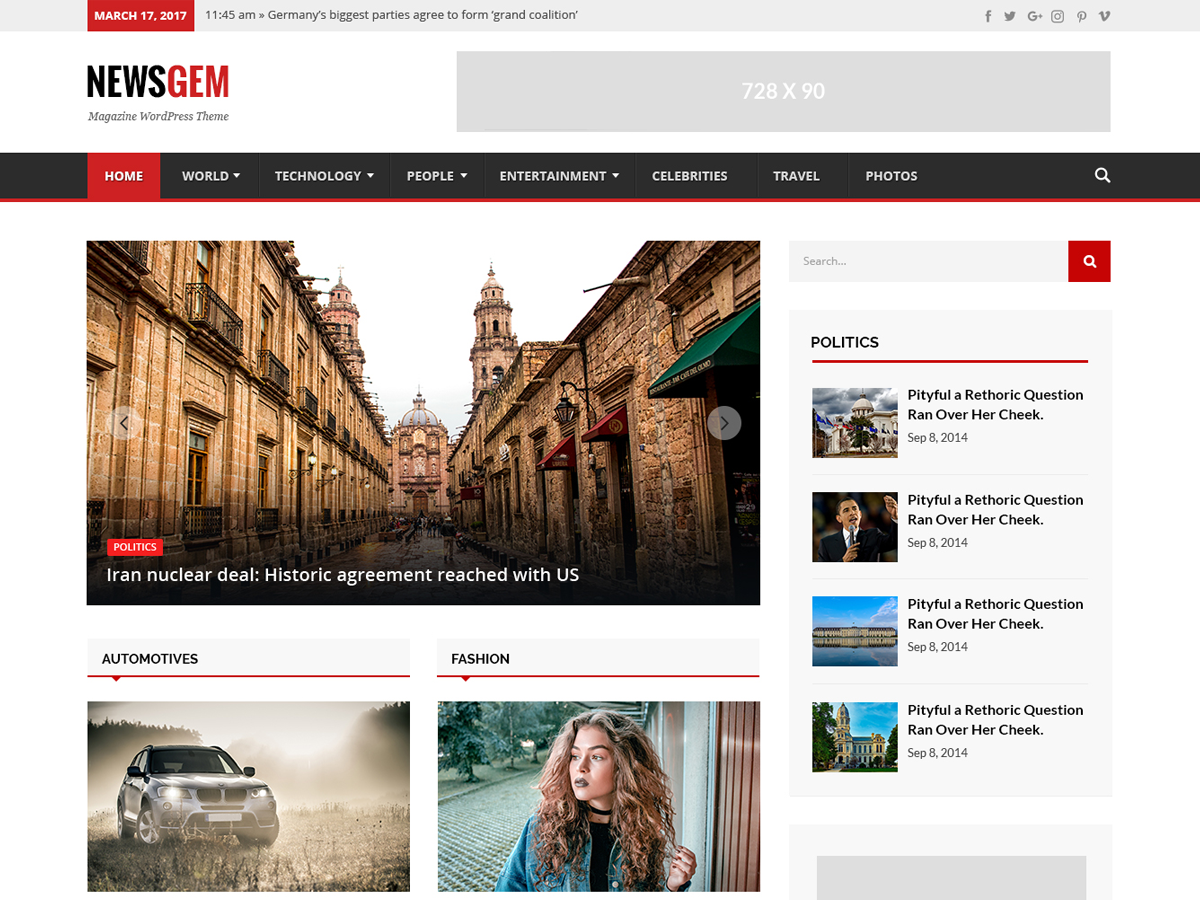 MARCH 17, 2017
11:45 am » Germany’s biggest parties agree to form ‘grand coalition’
NEWSGEM
Magazine WordPress Theme
728 X 90
HOME
WORLD
TECHNOLOGY
PEOPLE
ENTERTAINMENT
CELEBRITIES
TRAVEL
PHOTOS
POLITICS
Iran nuclear deal: Historic agreement reached with US
AUTOMOTIVES
FASHION
Search...
POLITICS
Pityful a Rethoric Question
Ran Over Her Cheek.
Sep 8, 2014
Pityful a Rethoric Question
Ran Over Her Cheek.
Sep 8, 2014
Pityful a Rethoric Question
Ran Over Her Cheek.
Sep 8, 2014
Pityful a Rethoric Question
Ran Over Her Cheek.
Sep 8, 2014